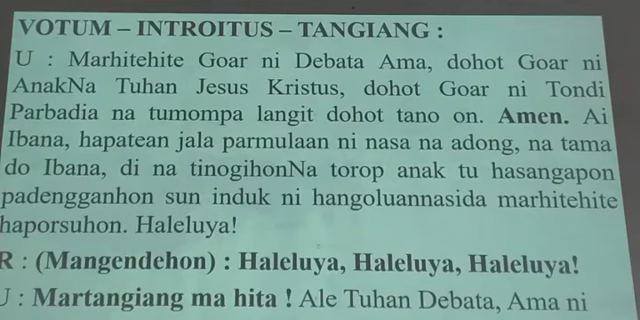 VOTUM – INTROITUS – TANGIANG :
U : Marhitehite Goar ni Debata Ama, dohot Goar ni
AnakNa Tuhan Jesus Kristus, dohot Goar ni Tondi
Parbadia na tumompa langit dohot tano on. Amen. Ai
Ibana, hapatean jala parmulaan ni nasa na adong, na tama
do Ibana, di na tinogihonNa torop anak tu hasangapon
padengganhon sun induk ni hangoluannasida marhitehite
haporsuhon. Haleluya!
R : (Mangendehon) : Haleluya, Haleluya, Haleluya!
U : Martangiang ma hita ! Ale Tuhan Debata, Ama ni